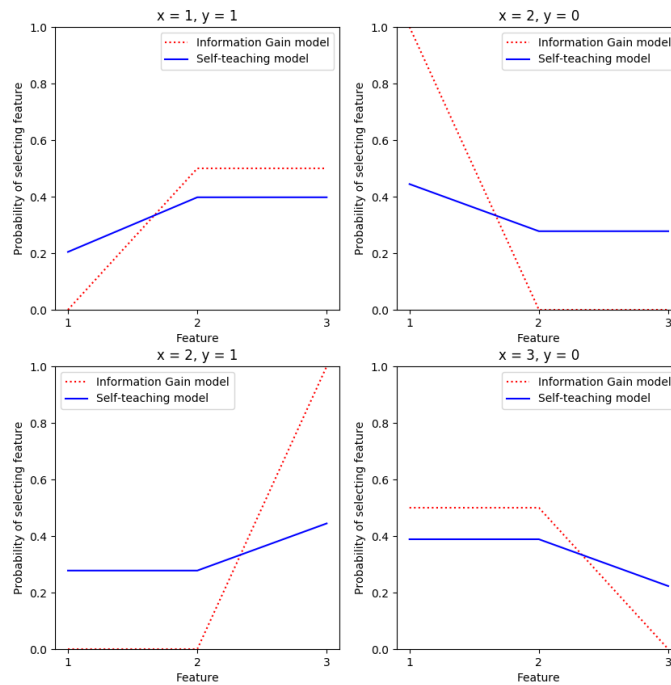 x = 1, y = 1
Probability of selecting feature
1.0
0.8
0.6
0.4
0.2
0.0
Information Gain model
Self-teaching model
1 2 3
Feature
x = 2, y = 0
Probability of selecting feature
1.0
0.8
0.6
0.4
0.2
0.0
Information Gain model
Self-teaching model
1 2 3
Feature
x = 2, y = 1
Probability of selecting feature
1.0
0.8
0.6
0.4
0.2
0.0
Information Gain model
Self-teaching model
1 2 3
Feature
x = 3, y = 0
Probability of selecting feature
1.0
0.8
0.6
0.4
0.2
0.0
Information Gain model
Self-teaching model
1 2 3
Feature